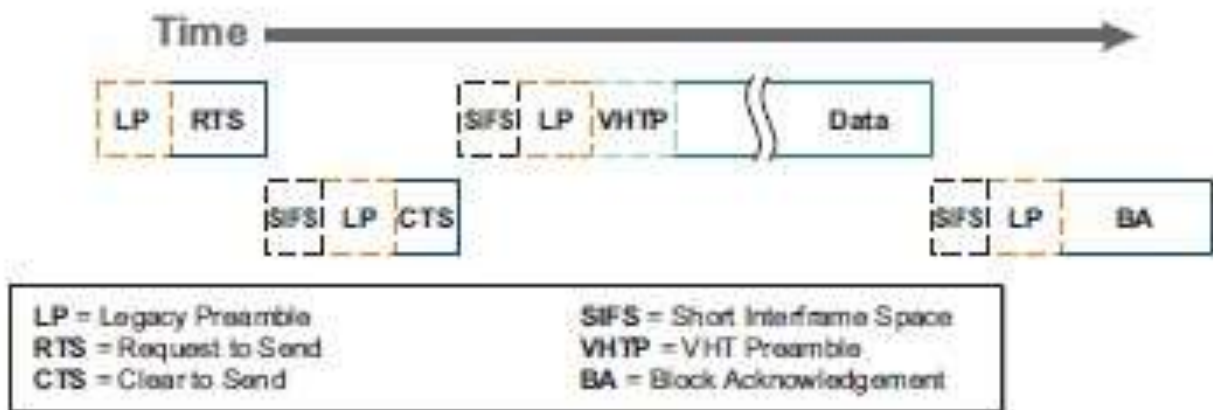 Time
LP RTS
SIFS LP VHTP Data
SIFS LP CTS
SIFS LP BA
LP = Legacy Preamble
RTS = Request to Send
CTS = Clear to Send
SIFS = Short Interframe Space
VHTP = VHT Preamble
BA = Block Acknowledgement